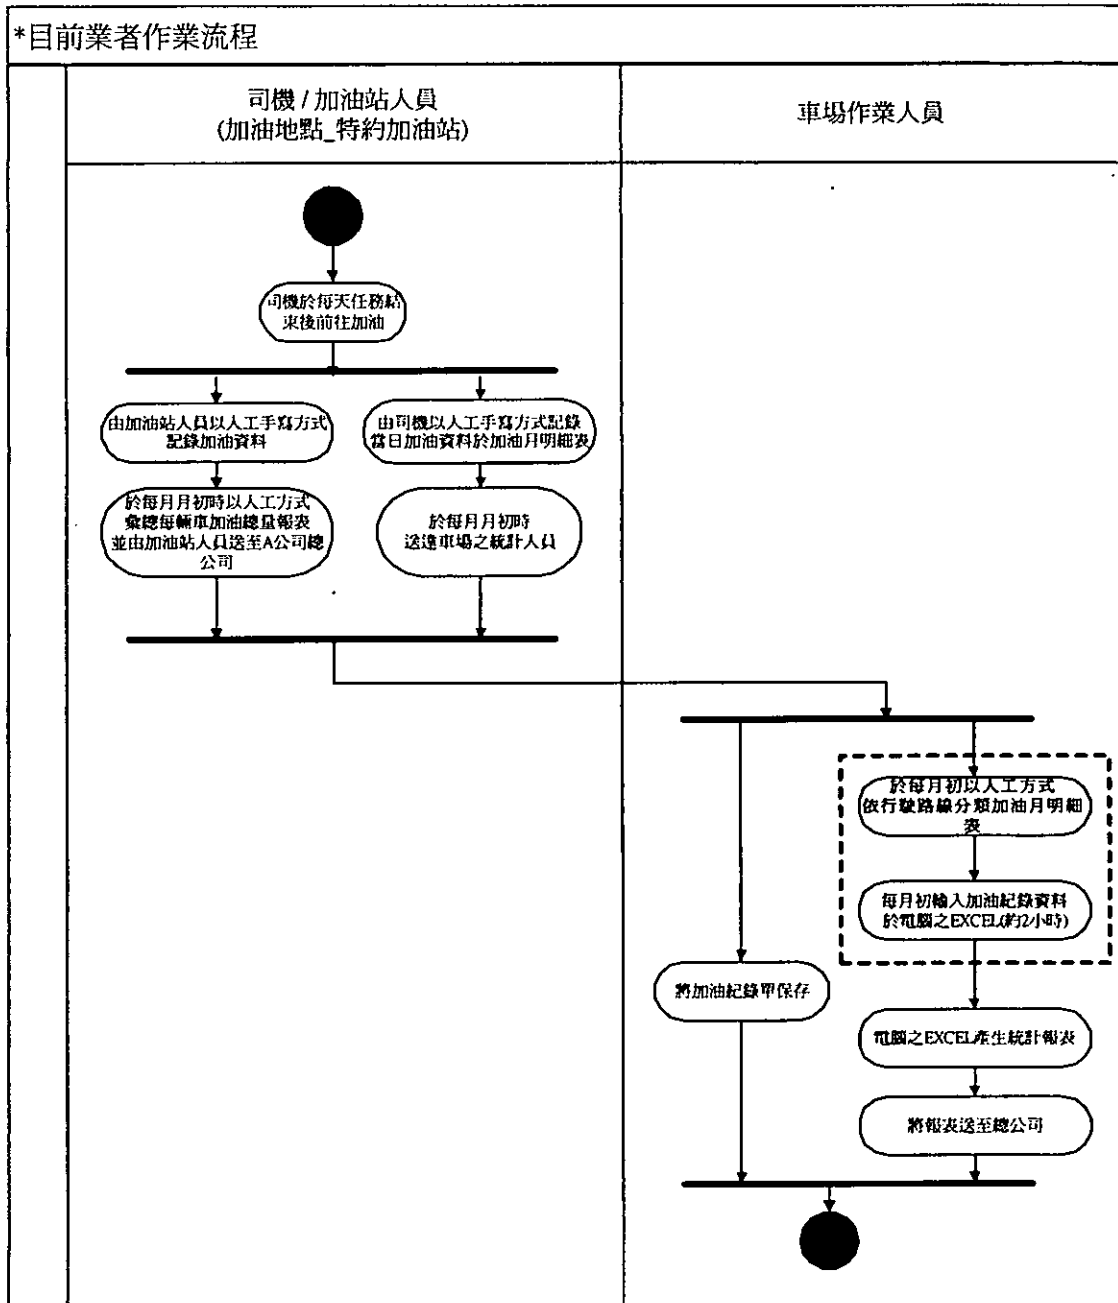 *目前業者作業流程
司機 / 加油站人員
(加油地點_特約加油站)
車場作業人員
司機於每天任務結
束後前往加油
由加油站人員以人工手寫方式
記錄加油資料
由司機以人工手寫方式記錄
當日加油資料於加油月明細表
於每月月初時以人工方式
彙總每輛車加油總量報表
並由加油站人員送至A公司總
公司
於每月月初時
送達車場之統計人員
於每月初以人工方式
依行駛路線分類加油月明細
表
每月初輸入加油紀錄資料
於電腦之EXCEL(約2小時)
將加油紀錄單保存
電腦之EXCEL產生統計報表
將報表送至總公司